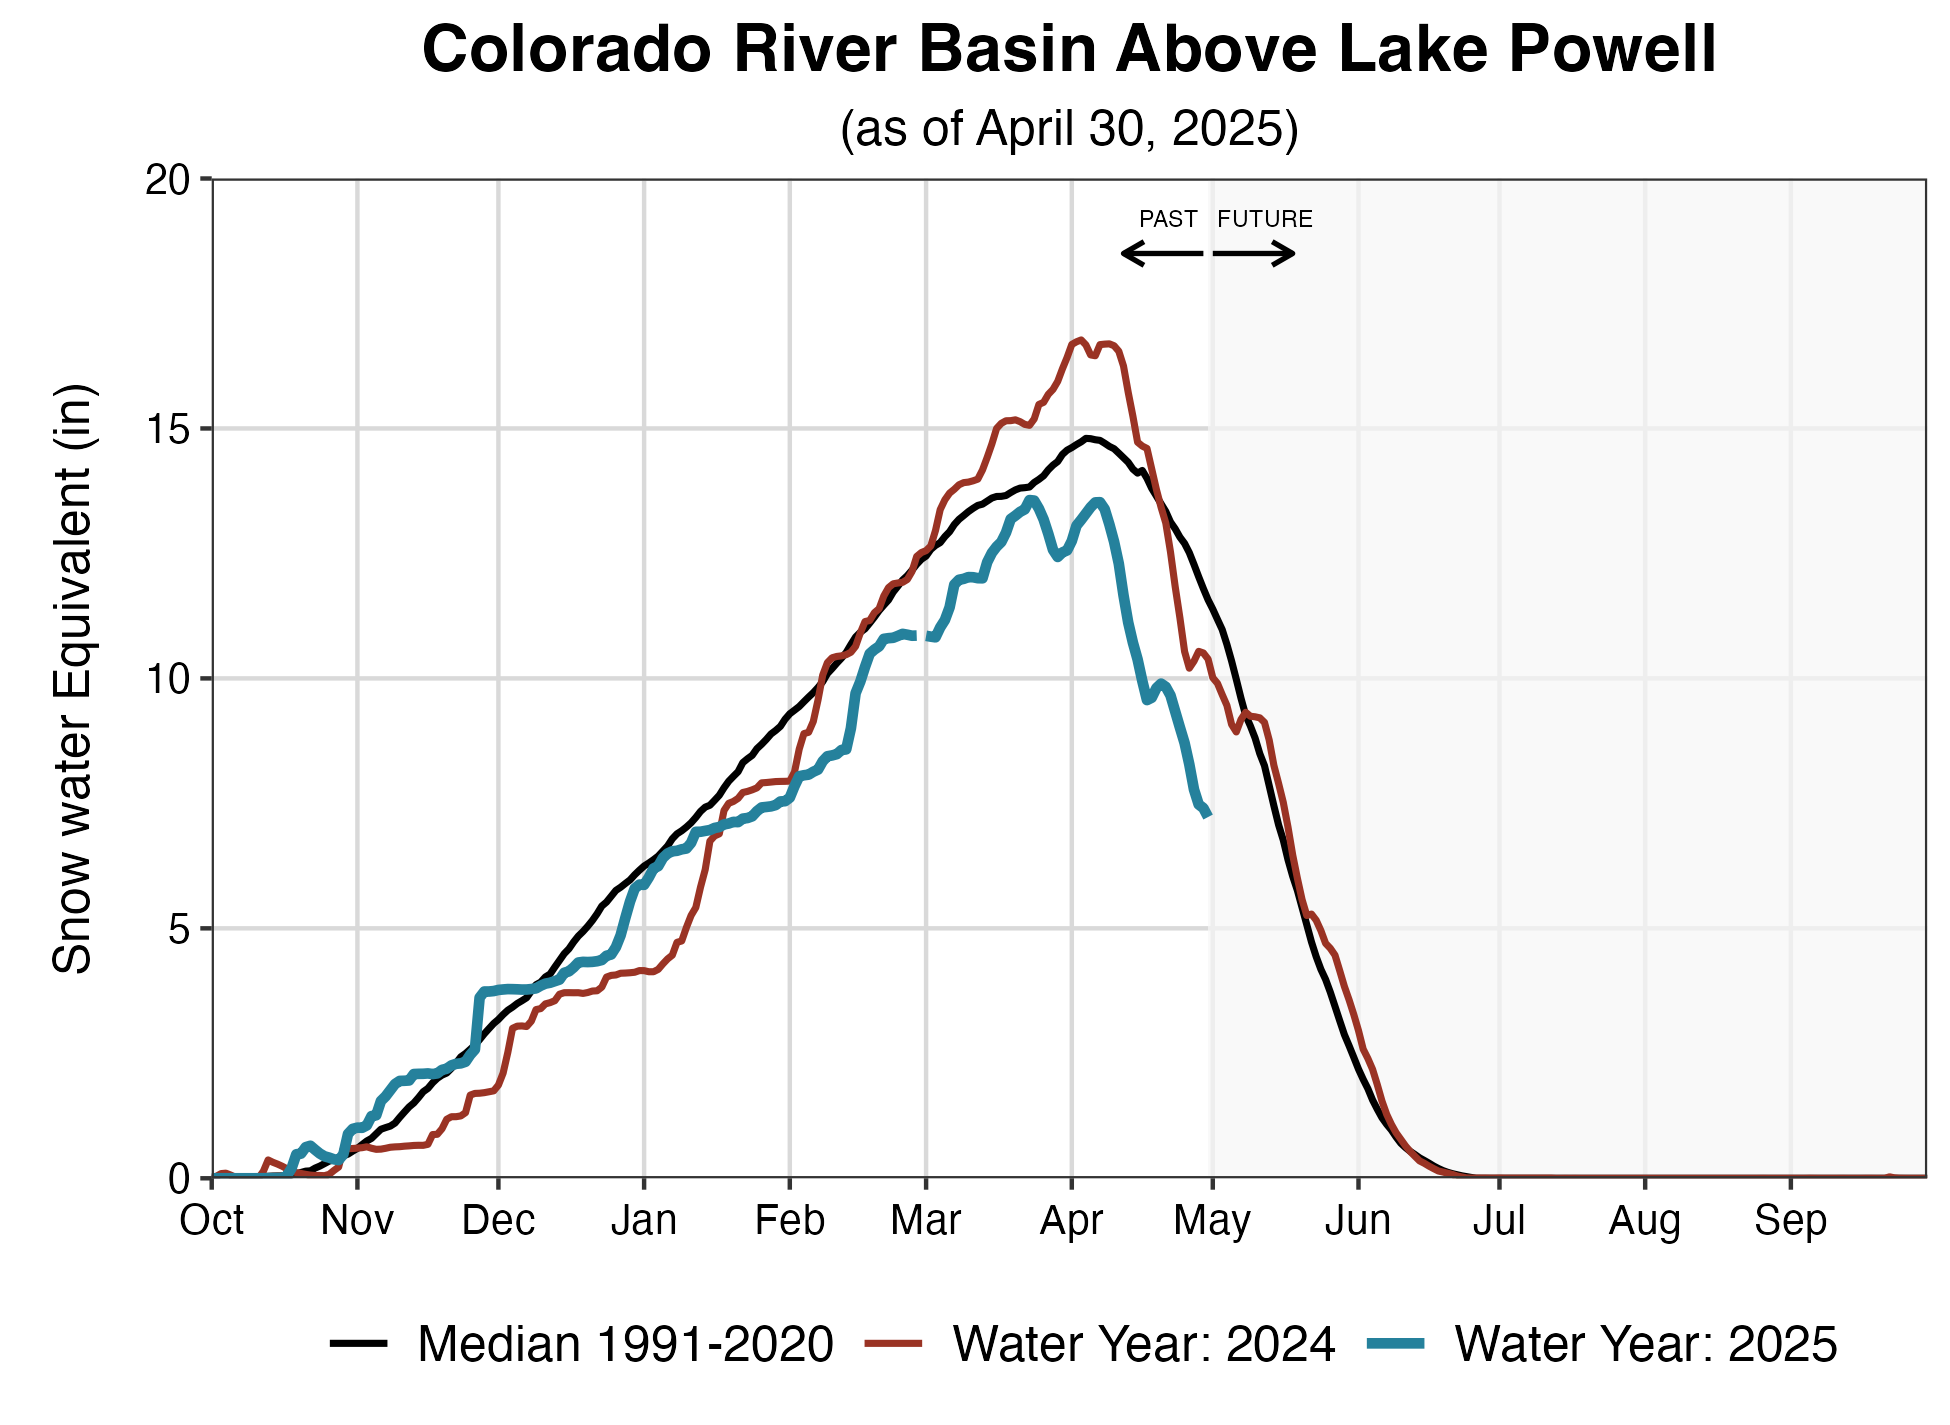 Colorado River Basin Above Lake Powell
(as of April 30, 2025)
PAST FUTURE
Snow water Equivalent (in)
20
15
10
5
0
Oct Nov Dec Jan Feb Mar Apr May Jun Jul Aug Sep
Median 1991-2020 Water Year: 2024 Water Year: 2025